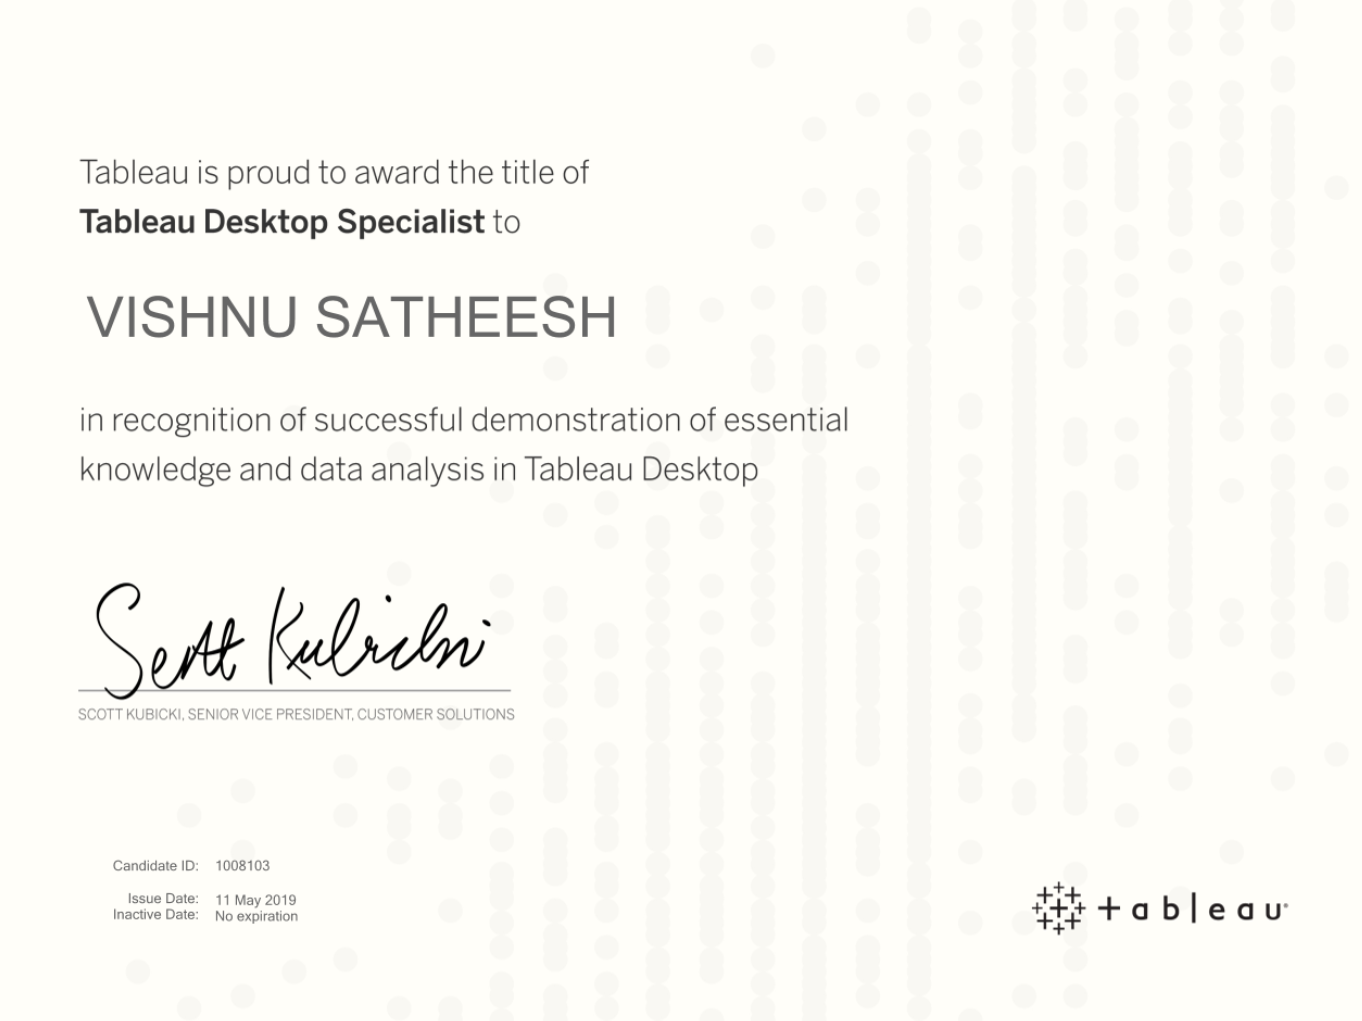 Tableau is proud to award the title of
Tableau Desktop Specialist to
VISHNU SATHEESH
in recognition of successful demonstration of essential
knowledge and data analysis in Tableau Desktop
Scott Kubicki
SCOTT KUBICKI, SENIOR VICE PRESIDENT, CUSTOMER SOLUTIONS
Candidate ID: 1008103
Issue Date: 11 May 2019
Inactive Date: No expiration
+ableau®